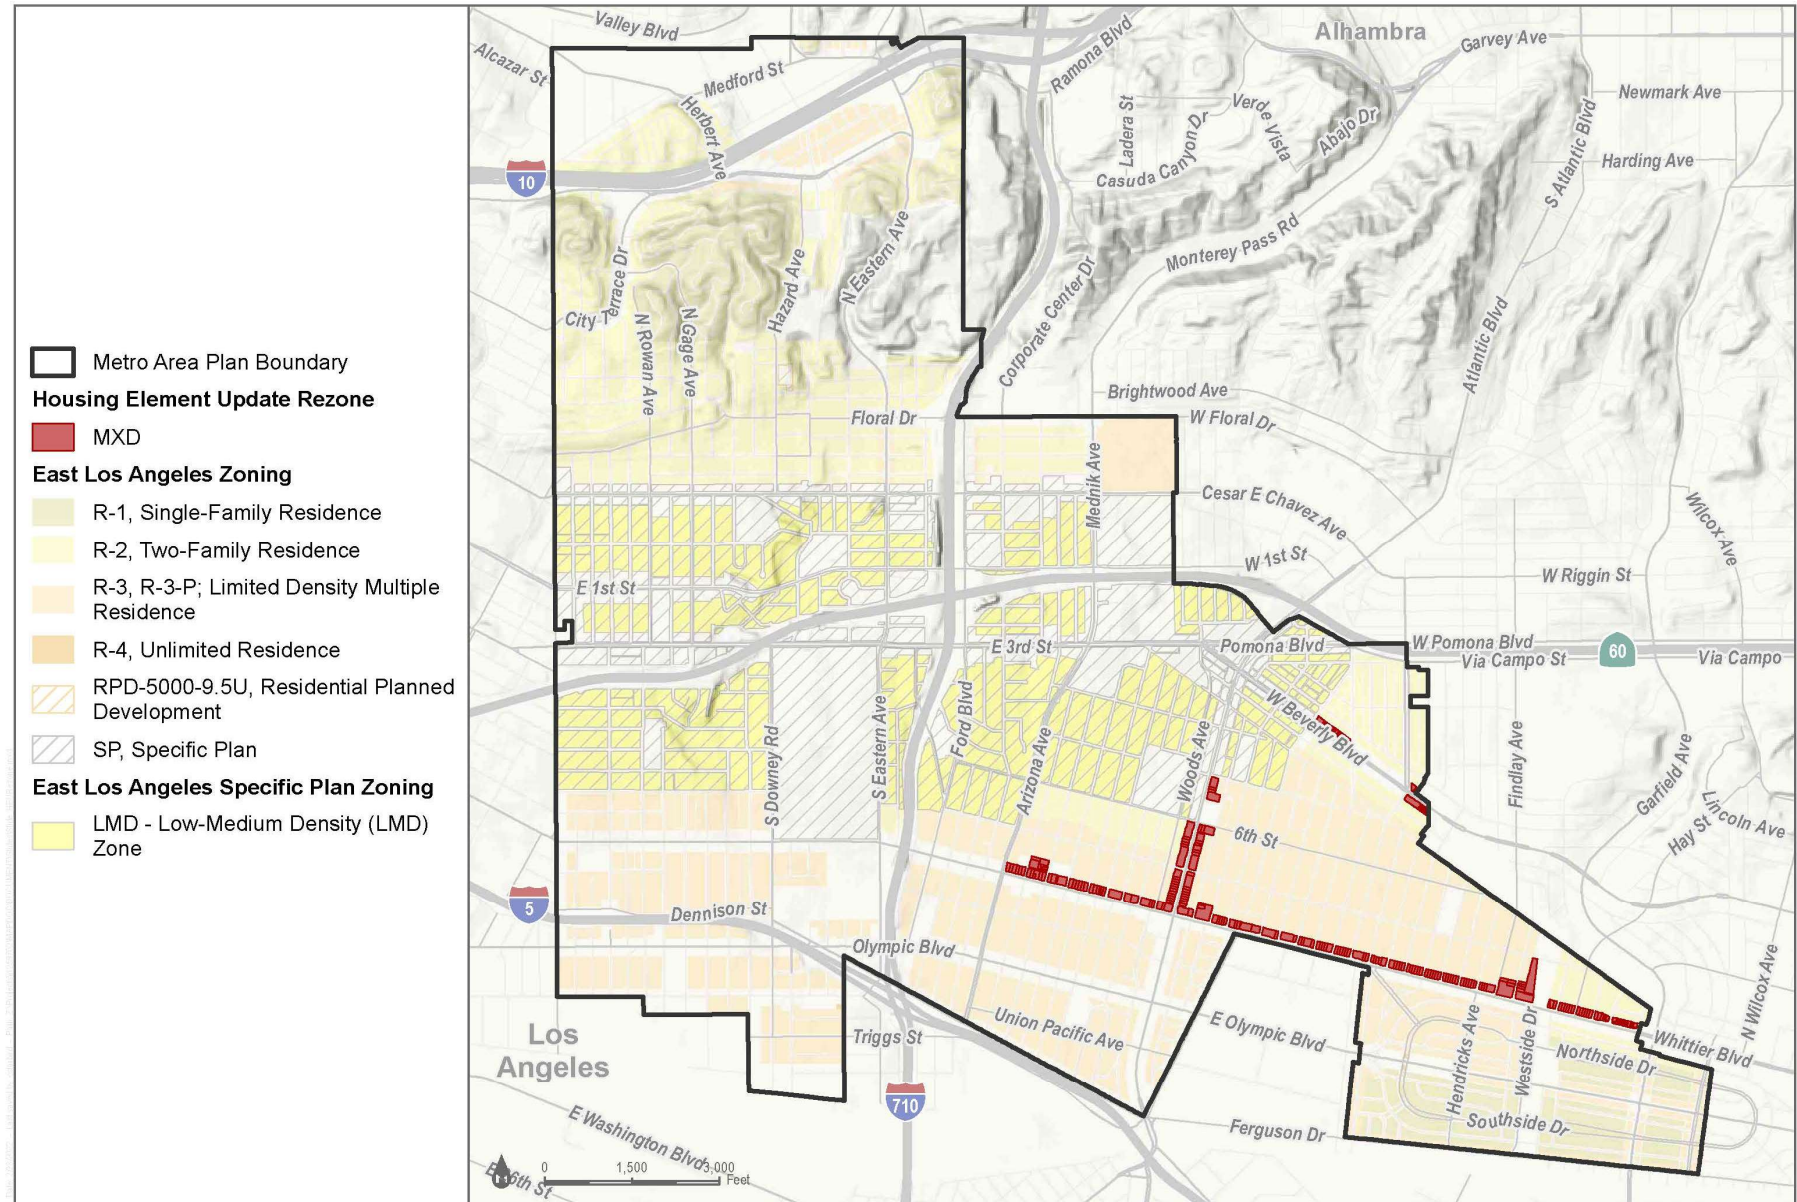 Metro Area Plan Boundary
Housing Element Update Rezone
MXD
East Los Angeles Zoning
R-1, Single-Family Residence
R-2, Two-Family Residence
R-3, R-3-P; Limited Density Multiple
Residence
R-4, Unlimited Residence
RPD-5000-9.5U, Residential Planned
Development
SP, Specific Plan
East Los Angeles Specific Plan Zoning
LMD - Low-Medium Density (LMD)
Zone
Valley Blvd
Alcazar St
Medford St
Herbert Ave
Ramona Blvd
Alhambra
Garvey Ave
Newmark Ave
Harding Ave
S Atlantic Blvd
Ladera St
Verde Vista
Abajo Dr
Casuda Canyon Dr
Monterey Pass Rd
10
City Terrace Dr
N Rowan Ave
N Gage Ave
Hazard Ave
N Eastern Ave
Corporate Center Dr
Atlantic Blvd
Brightwood Ave
Floral Dr
W Floral Dr
Mednik Ave
Cesar E Chavez Ave
Wilcox Ave
W 1st St
W Riggin St
E 1st St
E 3rd St
Pomona Blvd
W Pomona Blvd
Via Campo St
60
Via Campo
W Beverly Blvd
S Downey Rd
S Eastern Ave
Ford Blvd
Arizona Ave
Woods Ave
Findlay Ave
Garfield Ave
Lincoln Ave
Hay St
6th St
5
Dennison St
Olympic Blvd
Union Pacific Ave
Triggs St
Los
Angeles
710
E Olympic Blvd
Hendricks Ave
Westside Dr
Northside Dr
Southside Dr
Whittier Blvd
N Wilcox Ave
Ferguson Dr
E Washington Blvd
E 26th St
0 1,500 3,000
Feet